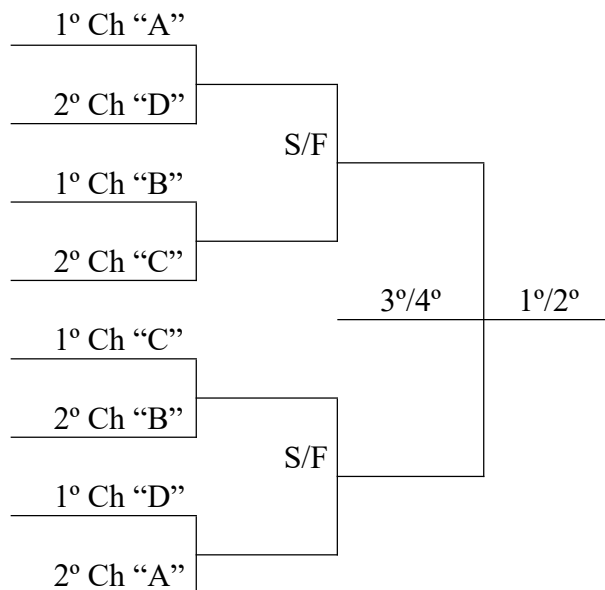 1º Ch “A”
2º Ch “D”
S/F
1º Ch “B”
2º Ch “C”
3º/4º 1º/2º
1º Ch “C”
2º Ch “B”
S/F
1º Ch “D”
2º Ch “A”